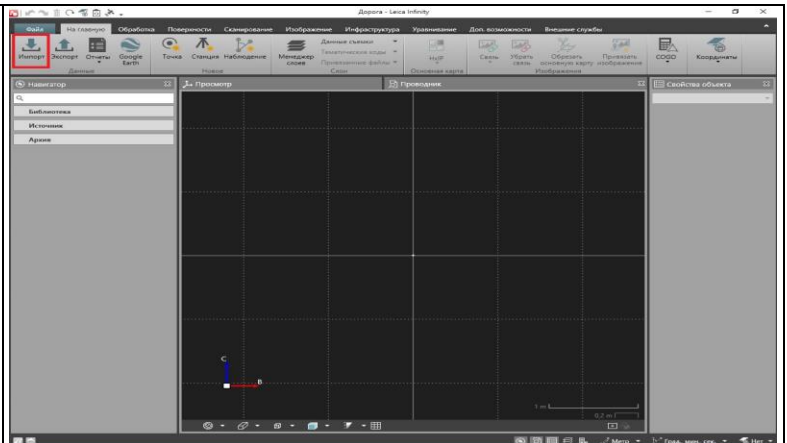 Дорога - Leica Infinity
Файл На главную Обработка Поверхности Сканирование Изображение Инфраструктура Уравнивание Доп. возможности Внешние службы
Импорт Экспорт Отчеты Google Earth Точка Станция Наблюдение Менеджер слоев Данные съемки Тематические коды Привязанные файлы HxIP Связь Убрать связь Обрезать основную карту Привязать изображение COGO Координаты
Данные Новое Слои Основная карта Изображения
Навигатор Просмотр Проводник Свойства объекта
Библиотека
Источник
Архив
С
В
1 m
0,2 m
Метр Град. мин. сек. Нет